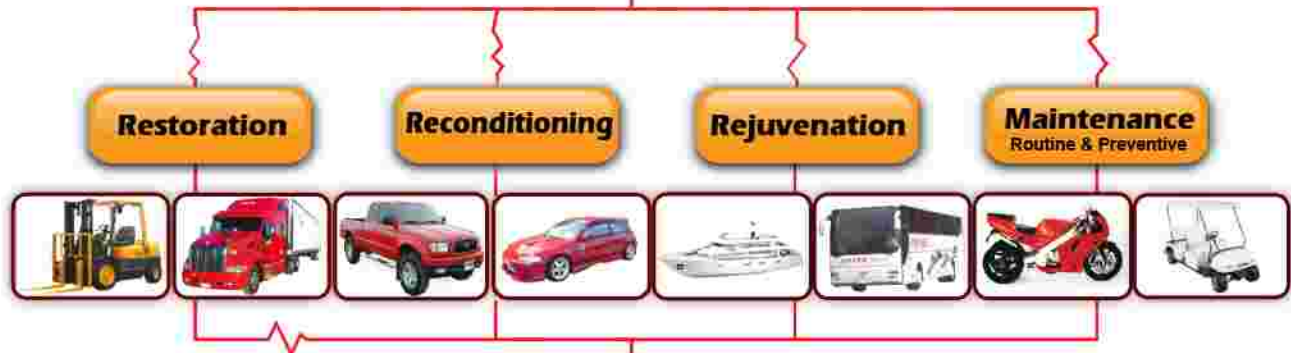 Restoration
Reconditioning
Rejuvenation
Maintenance
Routine & Preventive